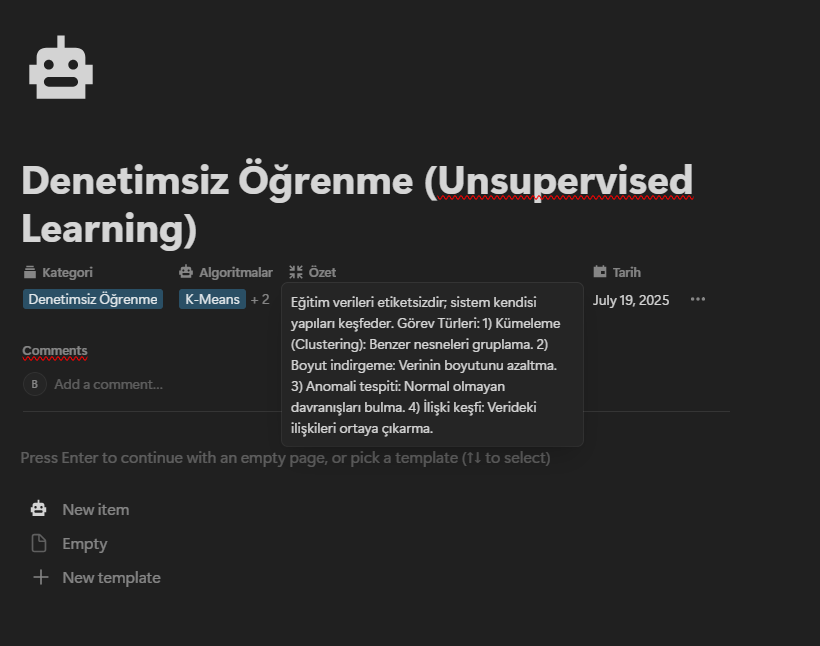 Denetimsiz Öğrenme (Unsupervised
Learning)
Kategori Algoritmalar Özet Tarih
Denetimsiz Öğrenme K-Means + 2 July 19, 2025
Eğitim verileri etiketsizdir; sistem kendisi
yapıları keşfeder. Görev Türleri: 1) Kümeleme
(Clustering): Benzer nesneleri gruplama. 2)
Boyut indirgeme: Verinin boyutunu azaltma.
3) Anomali tespiti: Normal olmayan
davranışları bulma. 4) İlişki keşfi: Verideki
ilişkileri ortaya çıkarma.
Comments
B Add a comment...
Press Enter to continue with an empty page, or pick a template (↑↓ to select)
New item
Empty
New template